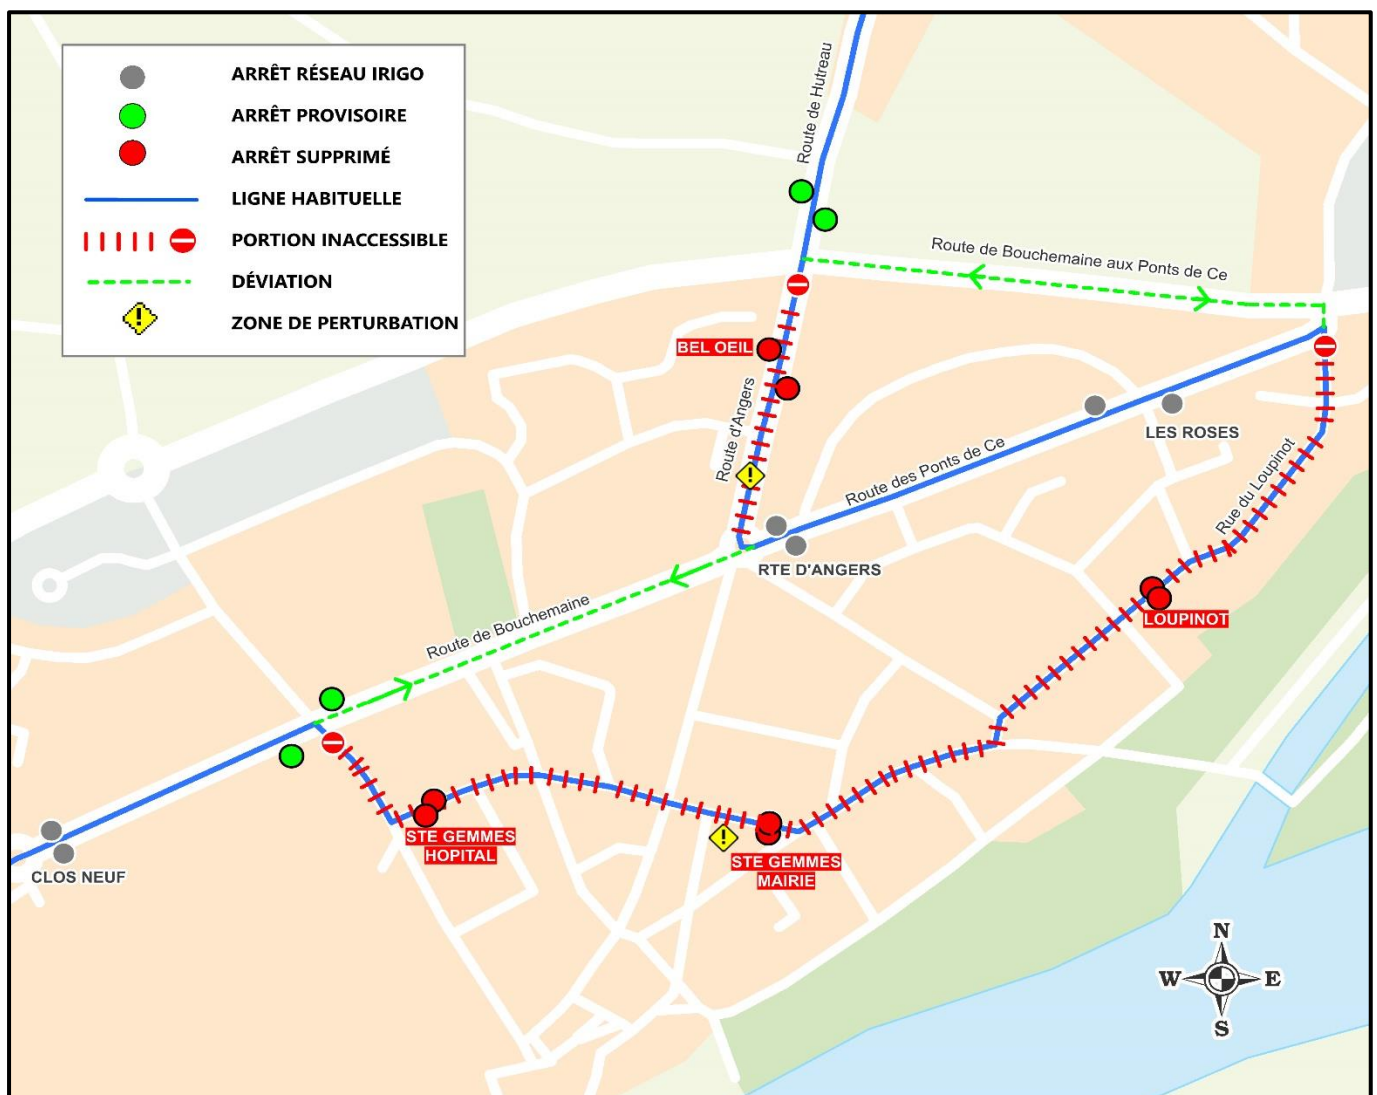 ARRÊT RÉSEAU IRIGO
ARRÊT PROVISOIRE
ARRÊT SUPPRIMÉ
LIGNE HABITUELLE
PORTION INACCESSIBLE
DÉVIATION
!
ZONE DE PERTURBATION
Route de Hutreau
Route de Bouchemaine aux Ponts de Ce
BEL OEIL
Route d'Angers
!
LES ROSES
Route des Ponts de Ce
Rue du Loupinot
RTE D'ANGERS
LOUPINOT
Route de Bouchemaine
STE GEMMES
HOPITAL
!
STE GEMMES
MAIRIE
CLOS NEUF
N
W E
S